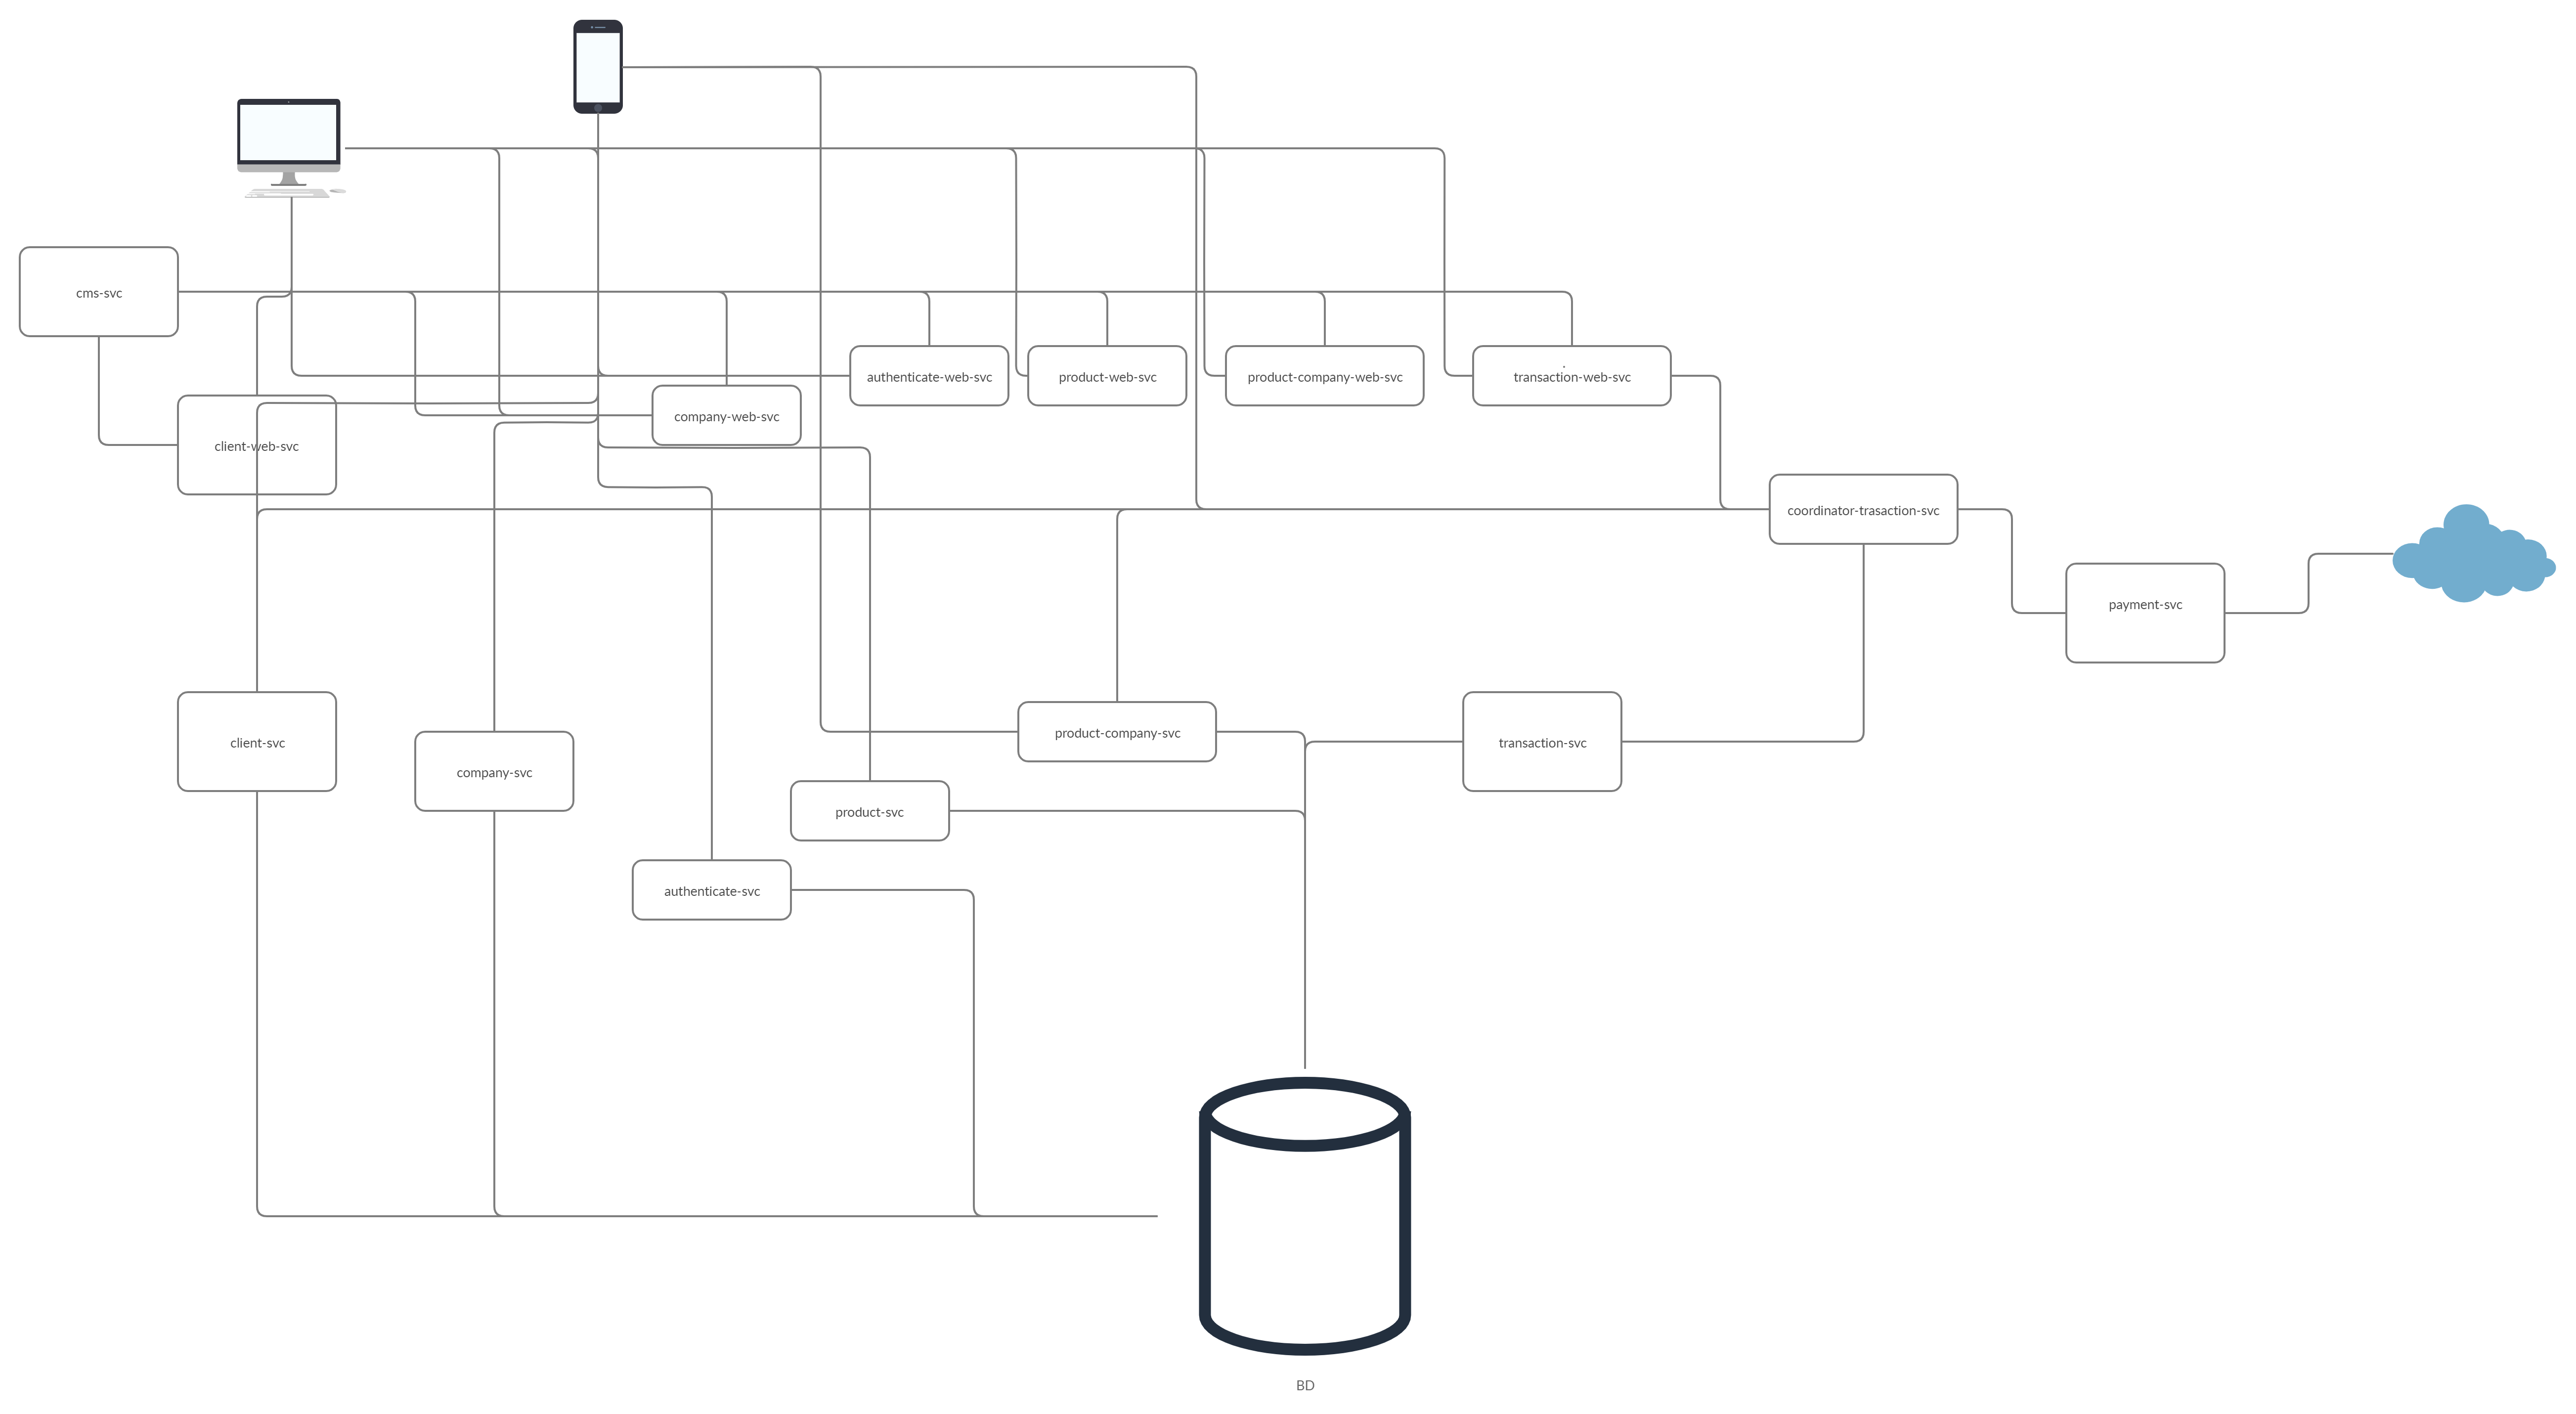 cms-svc
authenticate-web-svc
product-web-svc
product-company-web-svc
transaction-web-svc
company-web-svc
client-web-svc
coordinator-trasaction-svc
payment-svc
client-svc
company-svc
product-company-svc
transaction-svc
product-svc
authenticate-svc
BD